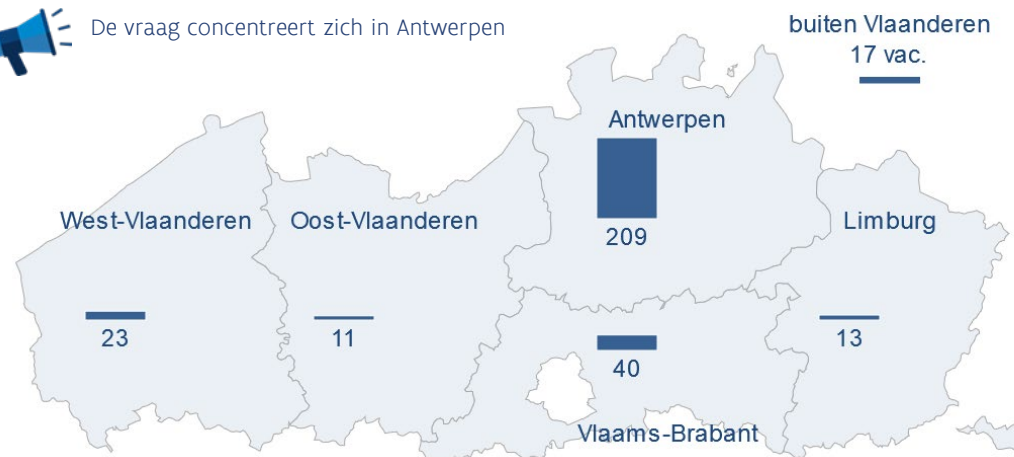 De vraag concentreert zich in Antwerpen
buiten Vlaanderen
17 vac.
Antwerpen
209
West-Vlaanderen
23
Oost-Vlaanderen
11
Limburg
13
40
Vlaams-Brabant